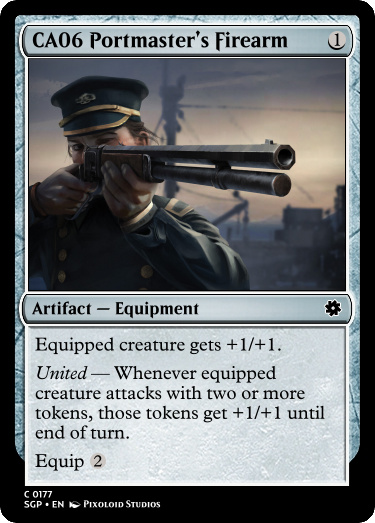 CA06 Portmaster's Firearm 1
Artifact — Equipment
Equipped creature gets +1/+1.
United — Whenever equipped
creature attacks with two or more
tokens, those tokens get +1/+1 until
end of turn.
Equip 2
C 0177
SGP • EN Pixoloid Studios